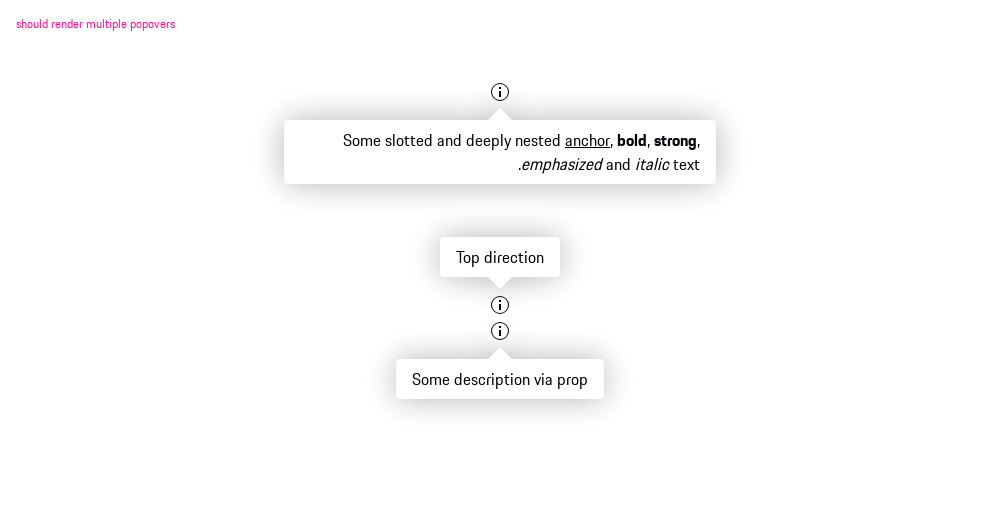 should render multiple popovers
Some slotted and deeply nested anchor, bold, strong,
.emphasized and italic text
Top direction
Some description via prop